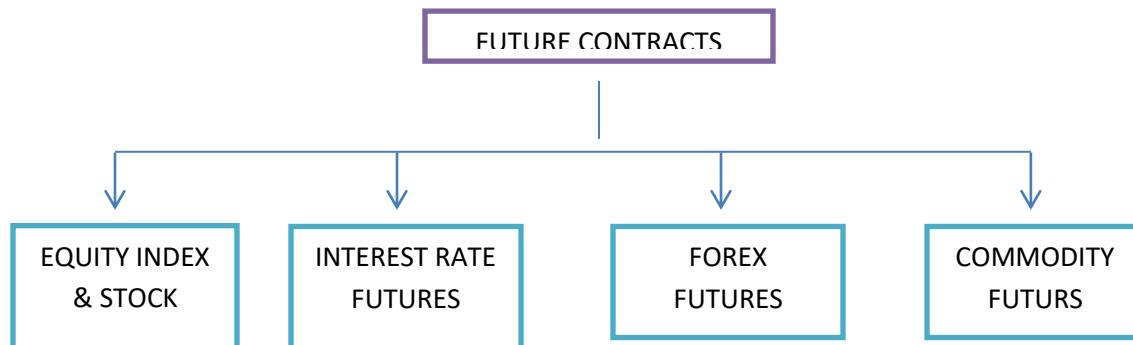 FUTURE CONTRACTS
EQUITY INDEX
& STOCK
INTEREST RATE
FUTURES
FOREX
FUTURES
COMMODITY
FUTURS